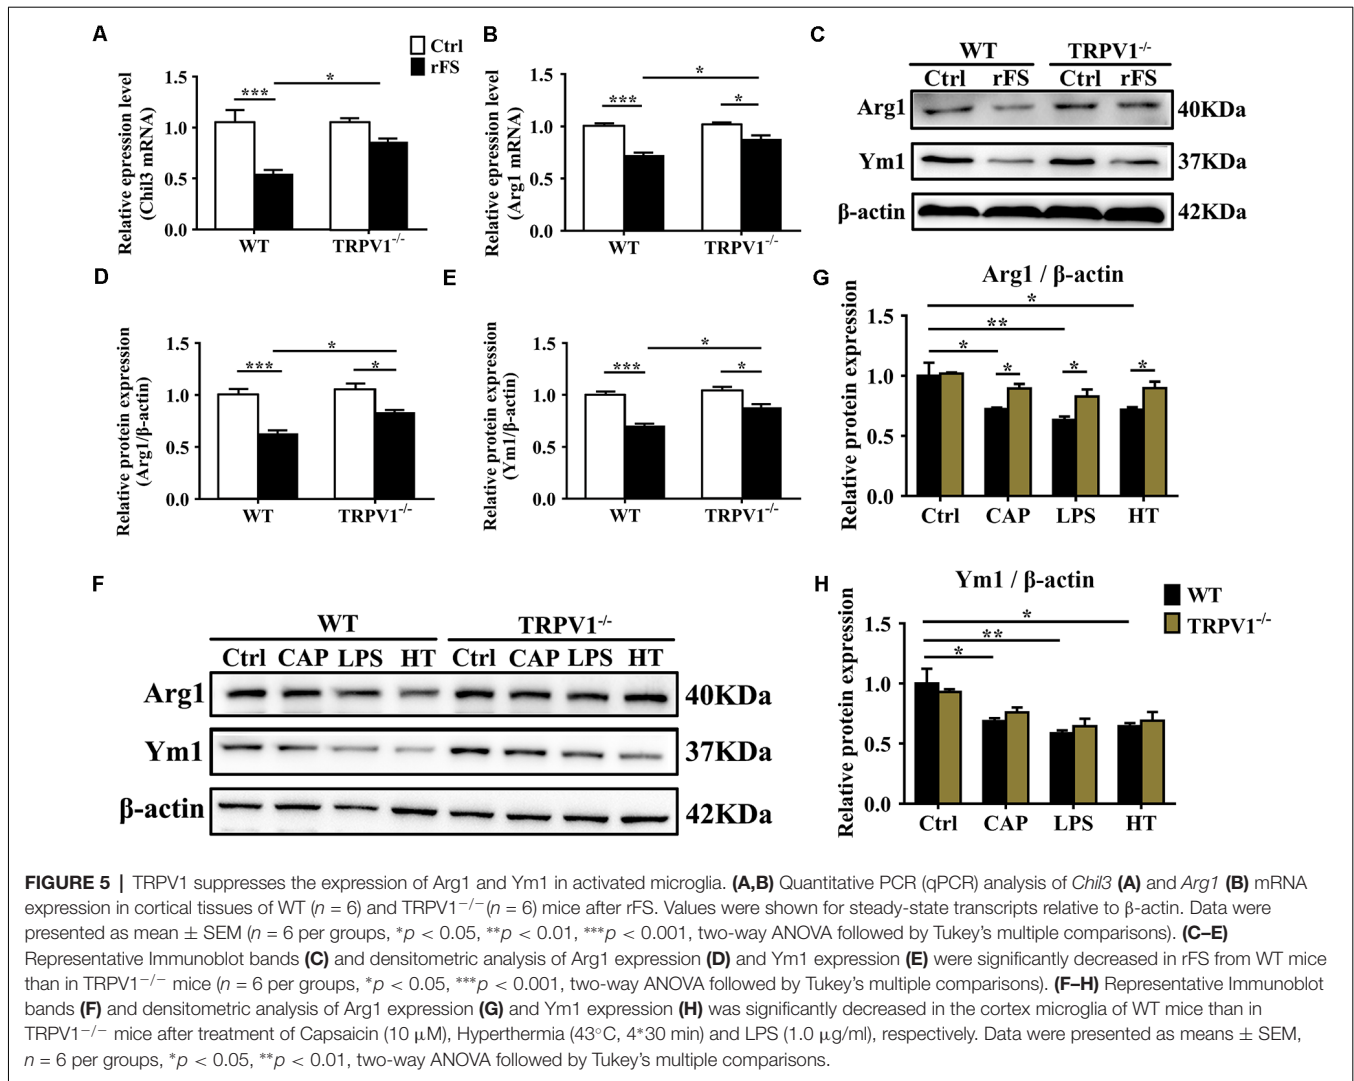 A
Relative epression level
(Chil3 mRNA)
1.5
1.0
0.5
0.0
***
*
WT
TRPV1-/-
Ctrl
rFS
B
Relative epression level
(Arg1 mRNA)
1.5
1.0
0.5
0.0
***
*
*
WT
TRPV1-/-
C
WT
TRPV1-/-
Ctrl rFS Ctrl rFS
Arg1 40KDa
Ym1 37KDa
β-actin 42KDa
D
Relative protein expression
(Arg1/β-actin)
1.5
1.0
0.5
0.0
***
*
*
WT
TRPV1-/-
E
Relative protein expression
(Ym1/β-actin)
1.5
1.0
0.5
0.0
***
*
*
WT
TRPV1-/-
G
Arg1 / β-actin
Relative protein expression
1.5
1.0
0.5
0.0
*
**
*
*
*
*
Ctrl CAP LPS HT
F
WT
TRPV1-/-
Ctrl CAP LPS HT Ctrl CAP LPS HT
Arg1 40KDa
Ym1 37KDa
β-actin 42KDa
H
Ym1 / β-actin
Relative protein expression
1.5
1.0
0.5
0.0
*
**
*
Ctrl CAP LPS HT
WT
TRPV1-/-
FIGURE 5 | TRPV1 suppresses the expression of Arg1 and Ym1 in activated microglia. (A,B) Quantitative PCR (qPCR) analysis of Chil3 (A) and Arg1 (B) mRNA
expression in cortical tissues of WT (n = 6) and TRPV1−/−(n = 6) mice after rFS. Values were shown for steady-state transcripts relative to β-actin. Data were
presented as mean ± SEM (n = 6 per groups, *p < 0.05, **p < 0.01, ***p < 0.001, two-way ANOVA followed by Tukey's multiple comparisons). (C–E)
Representative Immunoblot bands (C) and densitometric analysis of Arg1 expression (D) and Ym1 expression (E) were significantly decreased in rFS from WT mice
than in TRPV1−/− mice (n = 6 per groups, *p < 0.05, ***p < 0.001, two-way ANOVA followed by Tukey's multiple comparisons). (F–H) Representative Immunoblot
bands (F) and densitometric analysis of Arg1 expression (G) and Ym1 expression (H) was significantly decreased in the cortex microglia of WT mice than in
TRPV1−/− mice after treatment of Capsaicin (10 μM), Hyperthermia (43°C, 4*30 min) and LPS (1.0 μg/ml), respectively. Data were presented as means ± SEM,
n = 6 per groups, *p < 0.05, **p < 0.01, two-way ANOVA followed by Tukey's multiple comparisons.